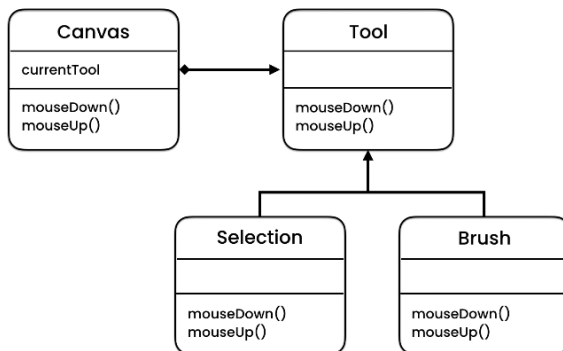 Canvas
currentTool
mouseDown()
mouseUp()
Tool
mouseDown()
mouseUp()
Selection
mouseDown()
mouseUp()
Brush
mouseDown()
mouseUp()